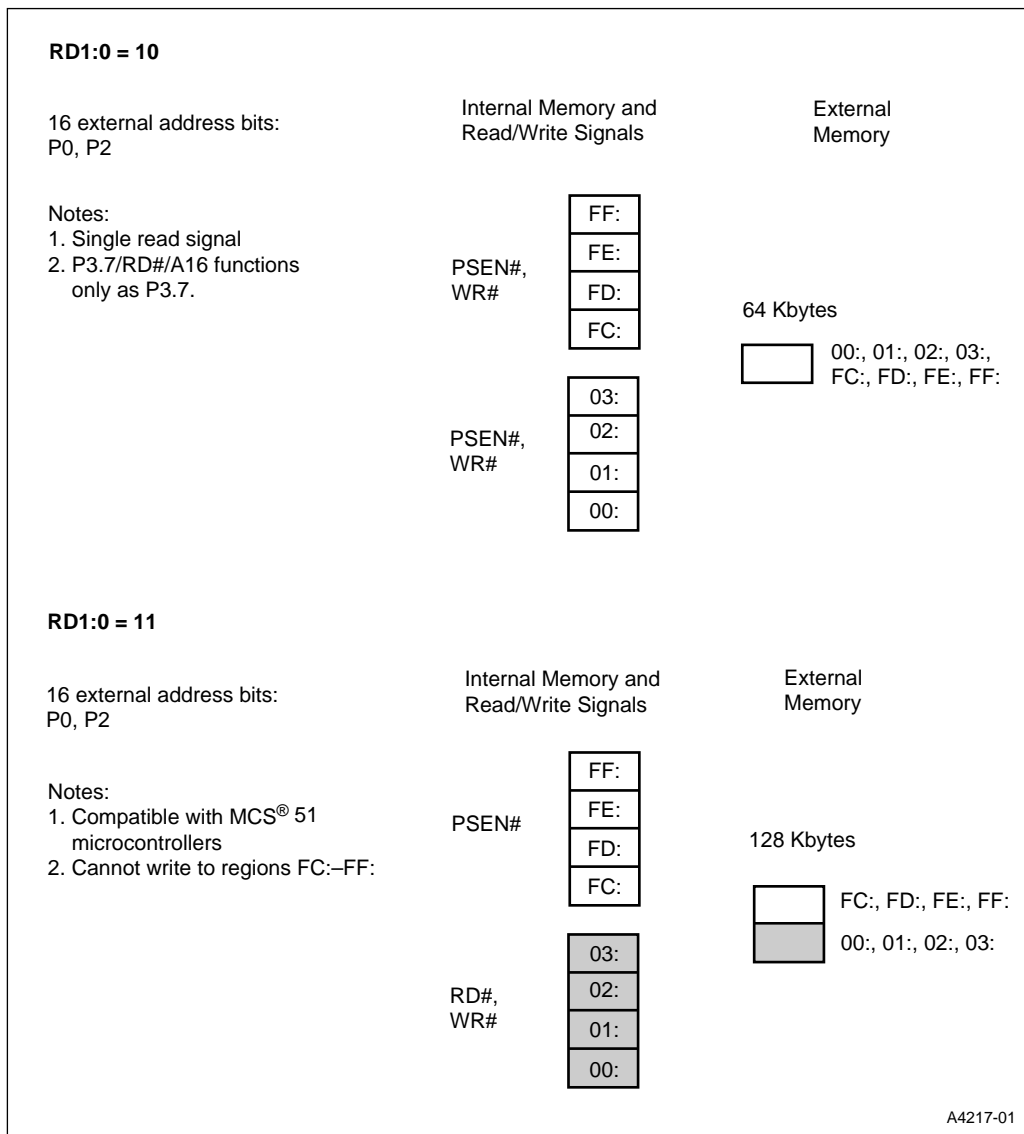 RD1:0 = 10
16 external address bits:
P0, P2
Internal Memory and
Read/Write Signals
External
Memory
Notes:
1. Single read signal
2. P3.7/RD#/A16 functions
only as P3.7.
PSEN#,
WR#
FF:
FE:
FD:
FC:
PSEN#,
WR#
03:
02:
01:
00:
64 Kbytes
00:, 01:, 02:, 03:,
FC:, FD:, FE:, FF:
RD1:0 = 11
16 external address bits:
P0, P2
Internal Memory and
Read/Write Signals
External
Memory
Notes:
1. Compatible with MCS® 51
microcontrollers
2. Cannot write to regions FC:–FF:
PSEN#
FF:
FE:
FD:
FC:
RD#,
WR#
03:
02:
01:
00:
128 Kbytes
FC:, FD:, FE:, FF:
00:, 01:, 02:, 03:
A4217-01